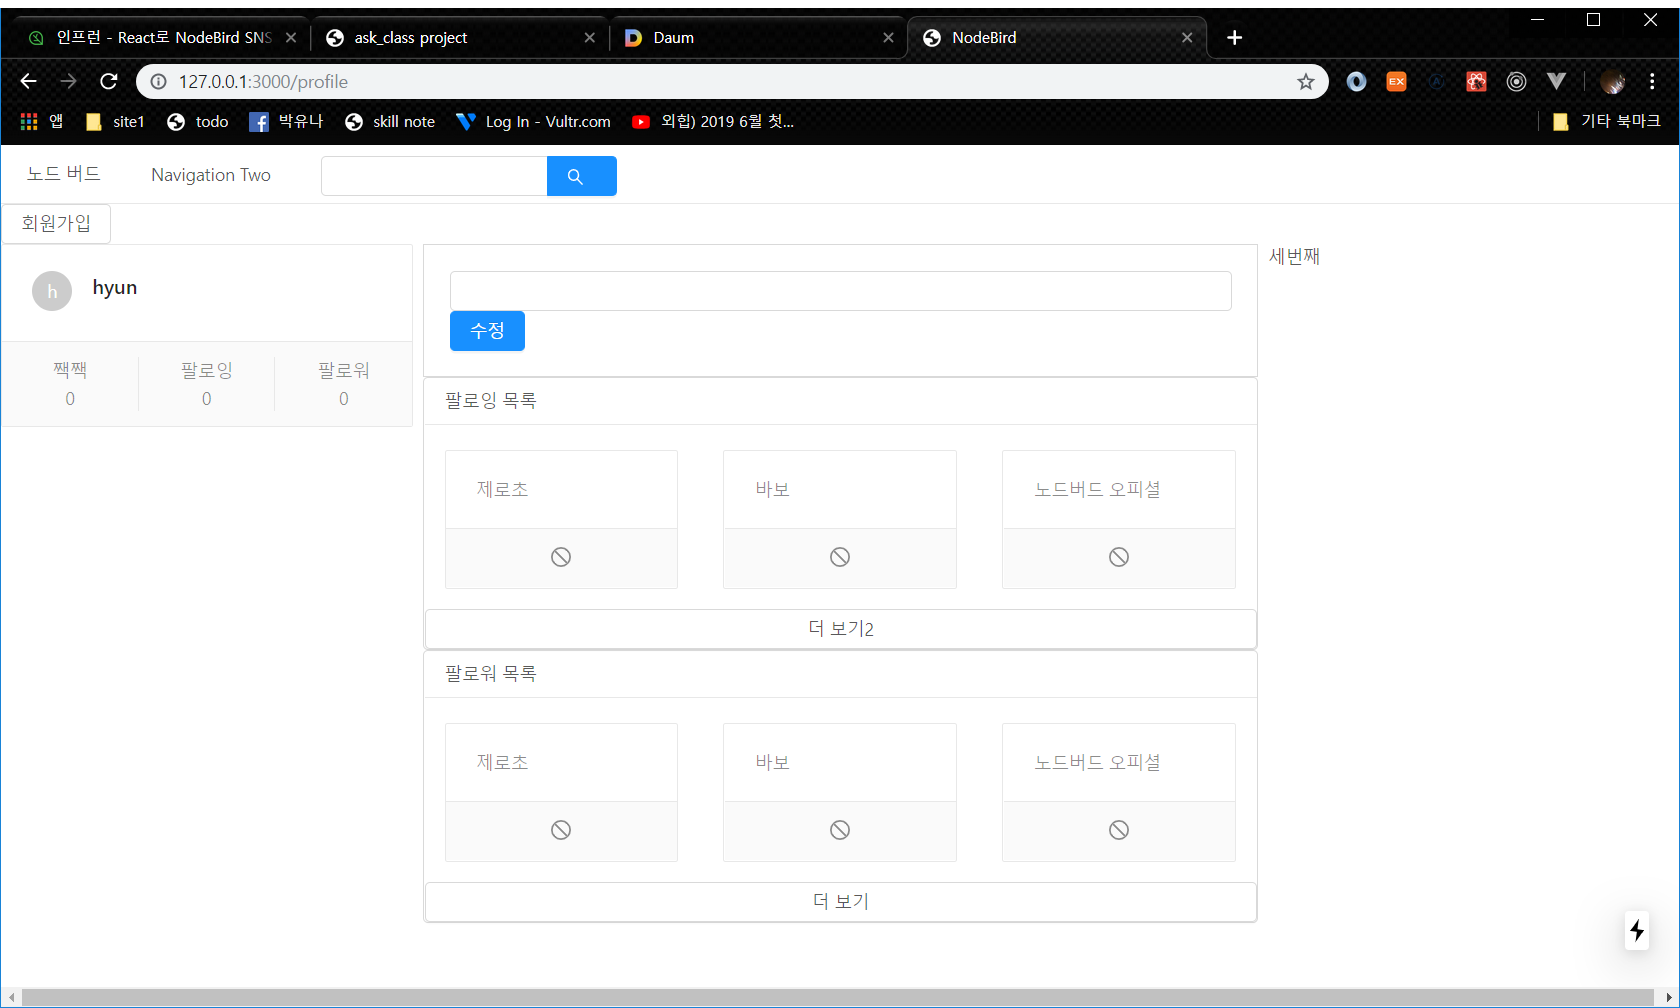 인프런 - React로 NodeBird SNS
ask_class project
Daum
NodeBird
127.0.0.1:3000/profile
EX
앱
site1
todo
박유나
skill note
Log In - Vultr.com
외힙) 2019 6월 첫...
기타 북마크
노드 버드
Navigation Two
회원가입
h
hyun
짹짹
팔로잉
팔로워
0
0
0
수정
세번째
팔로잉 목록
제로초
바보
노드버드 오피셜
더 보기2
팔로워 목록
제로초
바보
노드버드 오피셜
더 보기